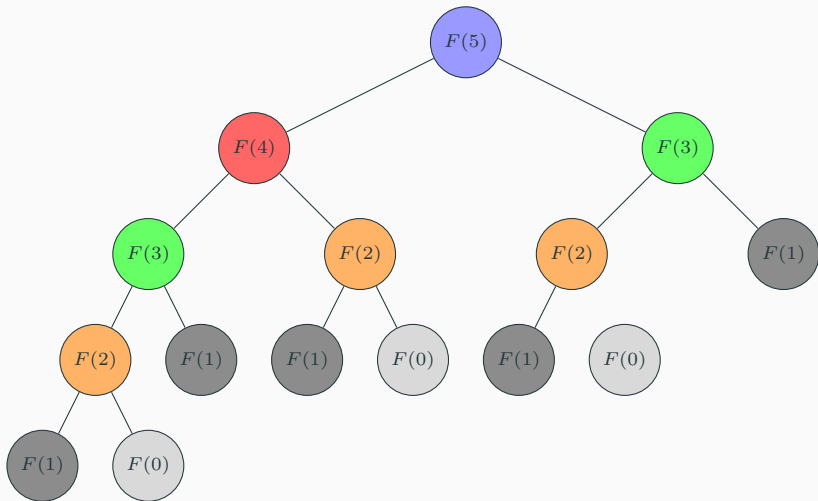 F(5)
F(4) F(3)
F(3) F(2) F(2) F(1)
F(2) F(1) F(1) F(0) F(1) F(0)
F(1) F(0)